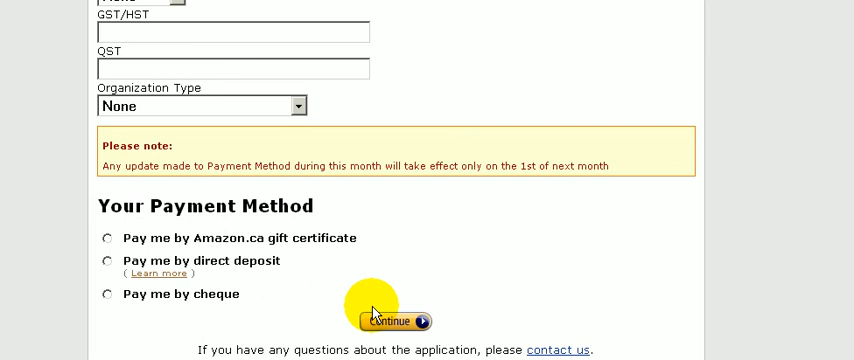 GST/HST
QST
Organization Type
None
Please note:
Any update made to Payment Method during this month will take effect only on the 1st of next month
Your Payment Method
Pay me by Amazon.ca gift certificate
Pay me by direct deposit
( Learn more )
Pay me by cheque
Continue
If you have any questions about the application, please contact us.